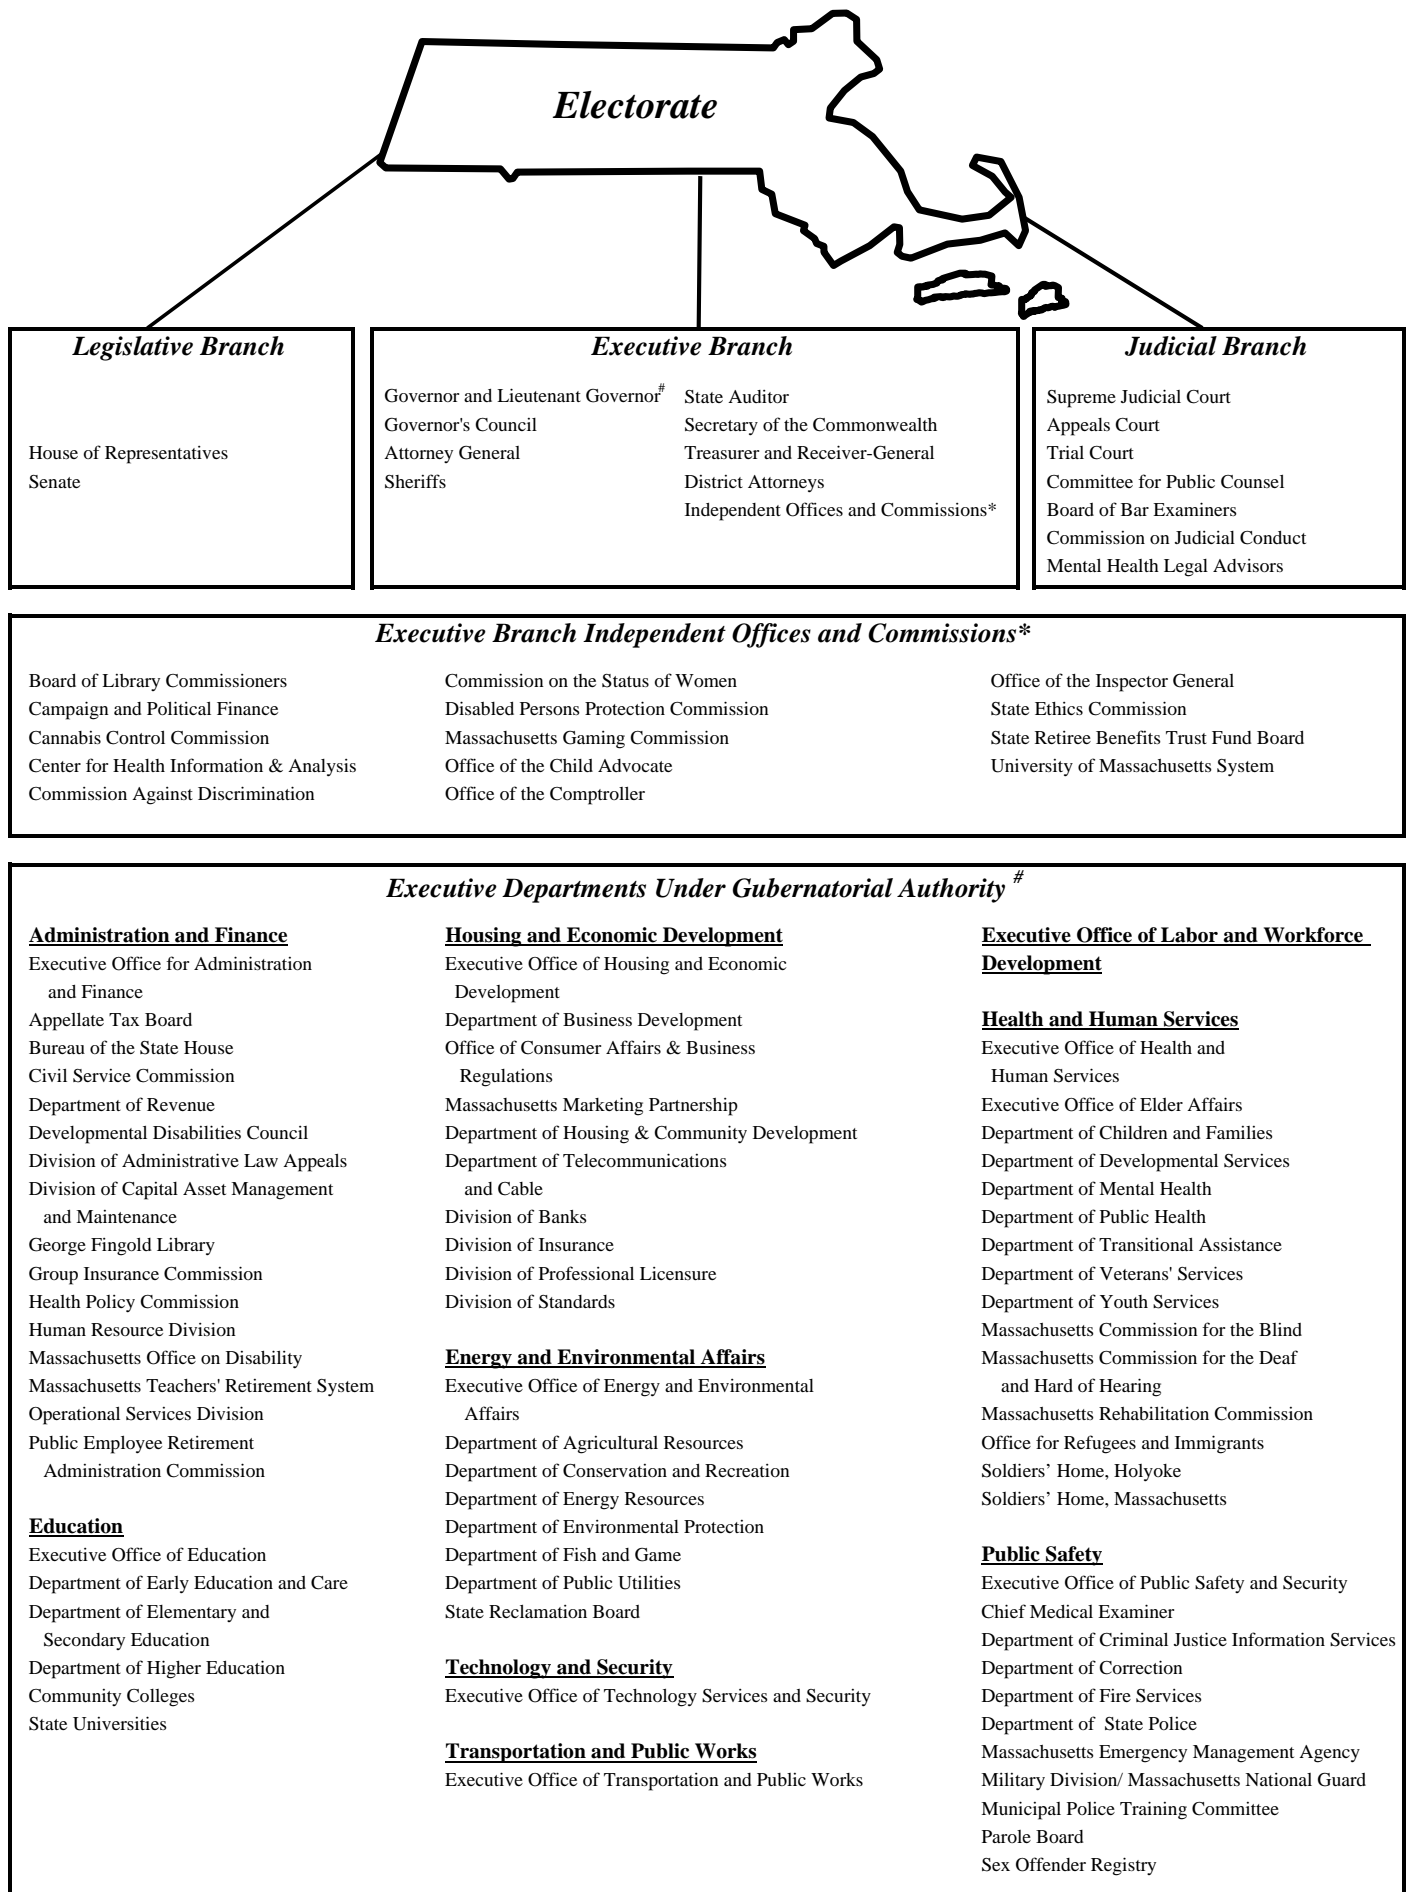 Electorate
Legislative Branch
House of Representatives
Senate
Executive Branch
Governor and Lieutenant Governor#
Governor's Council
Attorney General
Sheriffs
State Auditor
Secretary of the Commonwealth
Treasurer and Receiver-General
District Attorneys
Independent Offices and Commissions*
Judicial Branch
Supreme Judicial Court
Appeals Court
Trial Court
Committee for Public Counsel
Board of Bar Examiners
Commission on Judicial Conduct
Mental Health Legal Advisors
Executive Branch Independent Offices and Commissions*
Board of Library Commissioners
Campaign and Political Finance
Cannabis Control Commission
Center for Health Information & Analysis
Commission Against Discrimination
Commission on the Status of Women
Disabled Persons Protection Commission
Massachusetts Gaming Commission
Office of the Child Advocate
Office of the Comptroller
Office of the Inspector General
State Ethics Commission
State Retiree Benefits Trust Fund Board
University of Massachusetts System
Executive Departments Under Gubernatorial Authority #
Administration and Finance
Executive Office for Administration
and Finance
Appellate Tax Board
Bureau of the State House
Civil Service Commission
Department of Revenue
Developmental Disabilities Council
Division of Administrative Law Appeals
Division of Capital Asset Management
and Maintenance
George Fingold Library
Group Insurance Commission
Health Policy Commission
Human Resource Division
Massachusetts Office on Disability
Massachusetts Teachers' Retirement System
Operational Services Division
Public Employee Retirement
Administration Commission
Education
Executive Office of Education
Department of Early Education and Care
Department of Elementary and
Secondary Education
Department of Higher Education
Community Colleges
State Universities
Housing and Economic Development
Executive Office of Housing and Economic
Development
Department of Business Development
Office of Consumer Affairs & Business
Regulations
Massachusetts Marketing Partnership
Department of Housing & Community Development
Department of Telecommunications
and Cable
Division of Banks
Division of Insurance
Division of Professional Licensure
Division of Standards
Energy and Environmental Affairs
Executive Office of Energy and Environmental
Affairs
Department of Agricultural Resources
Department of Conservation and Recreation
Department of Energy Resources
Department of Environmental Protection
Department of Fish and Game
Department of Public Utilities
State Reclamation Board
Technology and Security
Executive Office of Technology Services and Security
Transportation and Public Works
Executive Office of Transportation and Public Works
Executive Office of Labor and Workforce
Development
Health and Human Services
Executive Office of Health and
Human Services
Executive Office of Elder Affairs
Department of Children and Families
Department of Developmental Services
Department of Mental Health
Department of Public Health
Department of Transitional Assistance
Department of Veterans' Services
Department of Youth Services
Massachusetts Commission for the Blind
Massachusetts Commission for the Deaf
and Hard of Hearing
Massachusetts Rehabilitation Commission
Office for Refugees and Immigrants
Soldiers’ Home, Holyoke
Soldiers’ Home, Massachusetts
Public Safety
Executive Office of Public Safety and Security
Chief Medical Examiner
Department of Criminal Justice Information Services
Department of Correction
Department of Fire Services
Department of State Police
Massachusetts Emergency Management Agency
Military Division/ Massachusetts National Guard
Municipal Police Training Committee
Parole Board
Sex Offender Registry